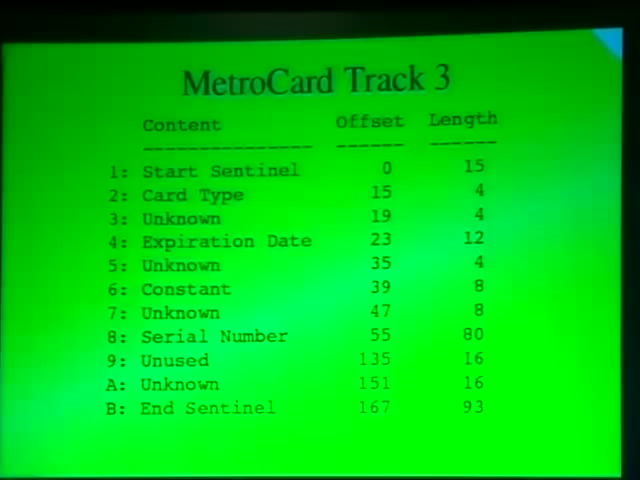 MetroCard Track 3
Content Offset Length
--------------- ------ ------
1: Start Sentinel 0 15
2: Card Type 15 4
3: Unknown 19 4
4: Expiration Date 23 12
5: Unknown 35 4
6: Constant 39 8
7: Unknown 47 8
8: Serial Number 55 80
9: Unused 135 16
A: Unknown 151 16
B: End Sentinel 167 93